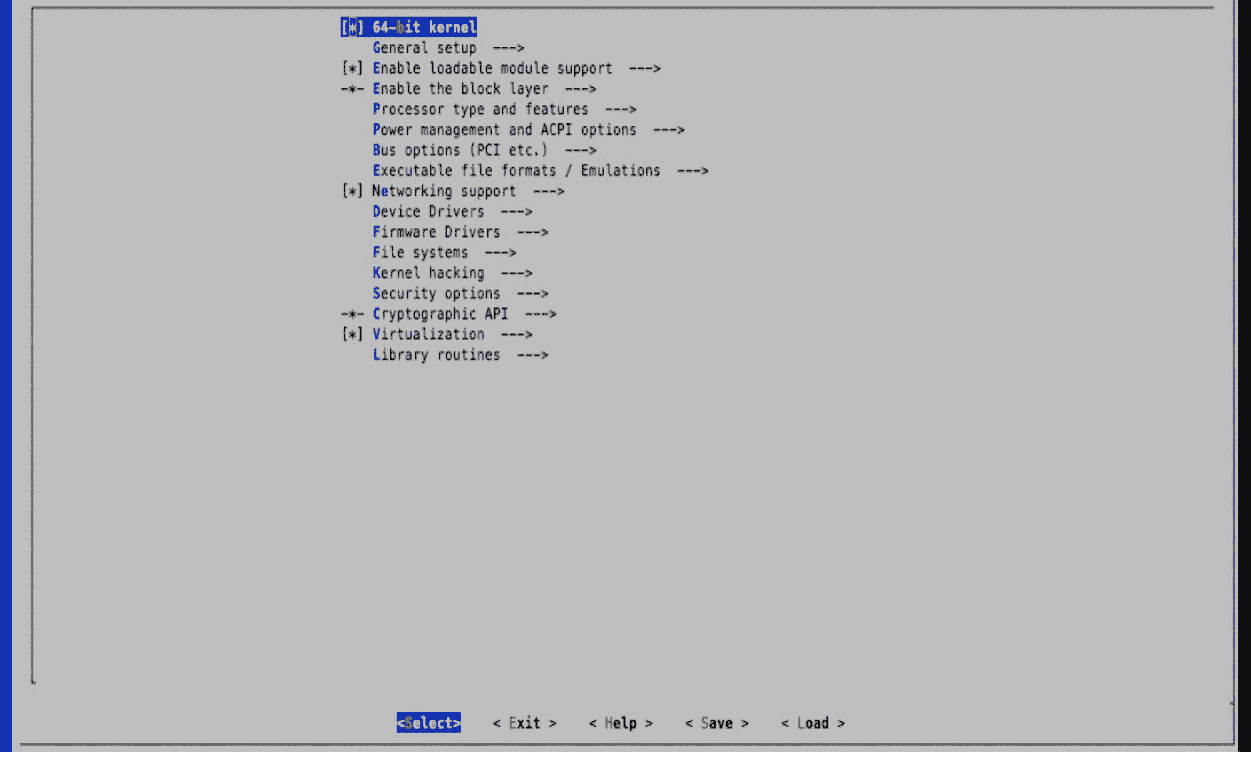 [*] 64-bit kernel
General setup --->
[*] Enable loadable module support --->
-*- Enable the block layer --->
Processor type and features --->
Power management and ACPI options --->
Bus options (PCI etc.) --->
Executable file formats / Emulations --->
[*] Networking support --->
Device Drivers --->
Firmware Drivers --->
File systems --->
Kernel hacking --->
Security options --->
-*- Cryptographic API --->
[*] Virtualization --->
Library routines --->
<Select> < Exit > < Help > < Save > < Load >